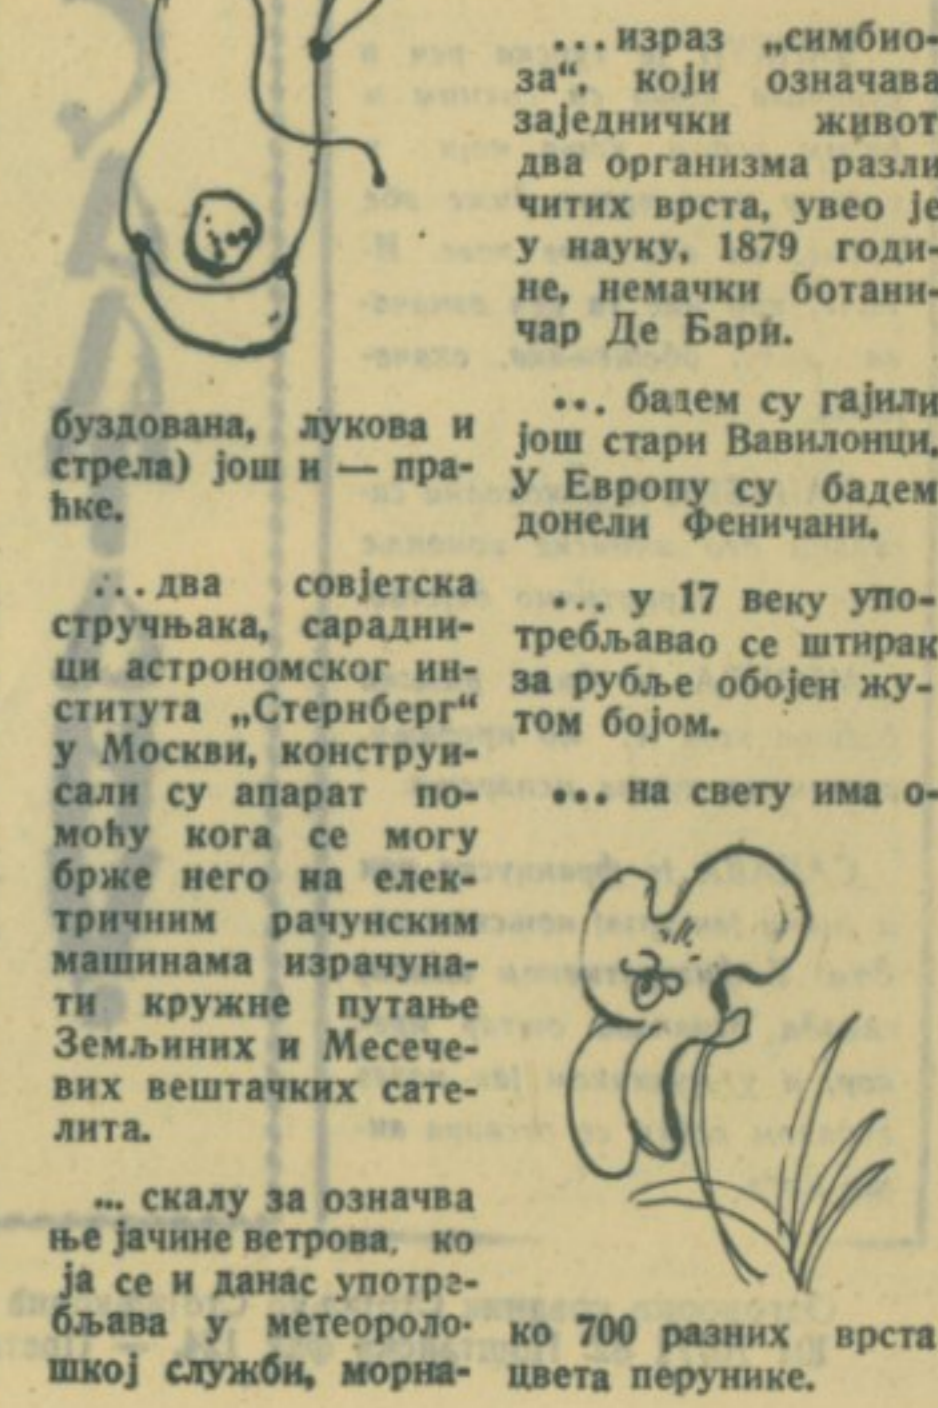 буздована, лукова и
стрела) још и — пра-
ћке.
...два совјетска
стручњака, саради-
ци астрономског ин-
ститута „Стернберг“
у Москви, конструи-
сали су апарат по-
моћу кога се могу
брже него на елек-
тричним рачунским
машинама израчуна-
ти кружне путање
Земљиних и Месече-
вих вештачких сате-
лита.
... скалу за означва
ње јачине ветрова, ко
ја се и данас употре-
бљава у метеороло-
шкој служби, морна-
...израз „симбио-
за“, који означава
заједнички живот
два организма разли
читих врста, увео је
у науку, 1879 годи-
не, немачки ботани-
чар Де Бари.
... бадем су гајили
још стари Вавилонци.
У Европу су бадем
донели Феничани.
... у 17 веку упо-
требљавао се штирак
за рубље обојен жу-
том бојом.
... на свету има о-
ко 700 разних врста
цвета перунике.